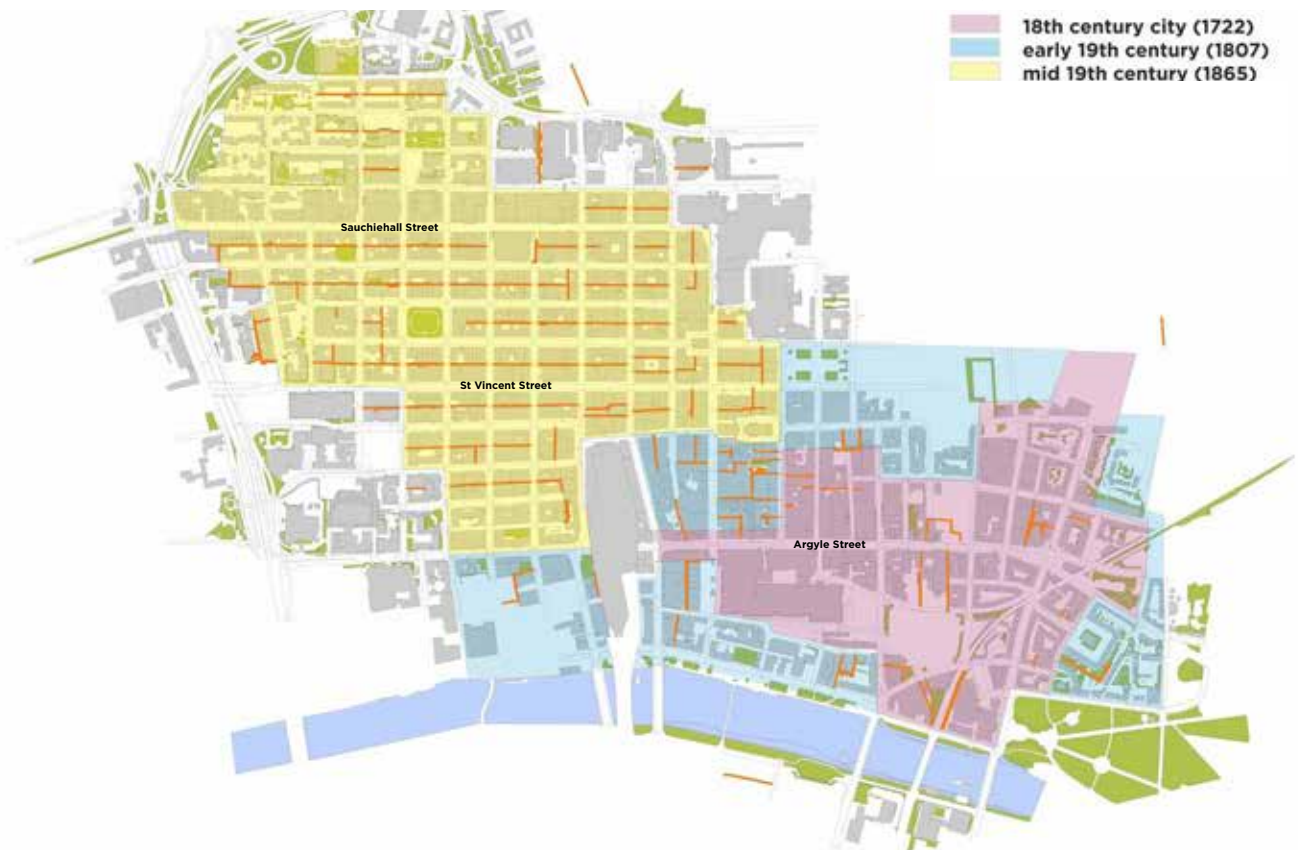 18th century city (1722)
early 19th century (1807)
mid 19th century (1865)
Sauchiehall Street
St Vincent Street
Argyle Street